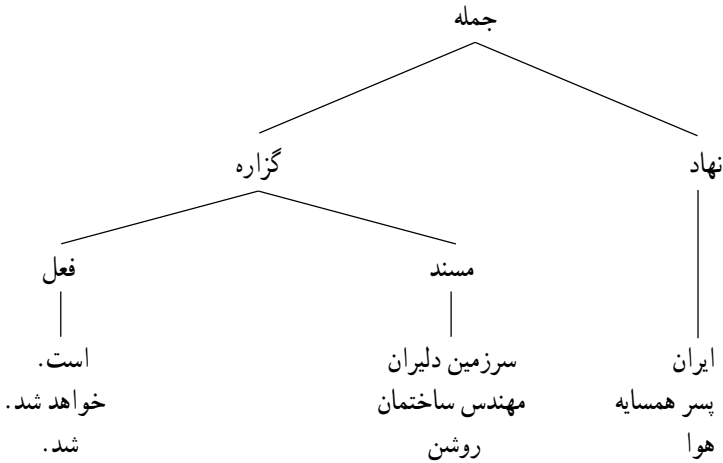 جمله
نهاد
گزاره
مسند
فعل
ایران
سرزمین دلیران
است.
پسر همسایه
مهندس ساختمان
خواهد شد.
هوا
روشن
شد.